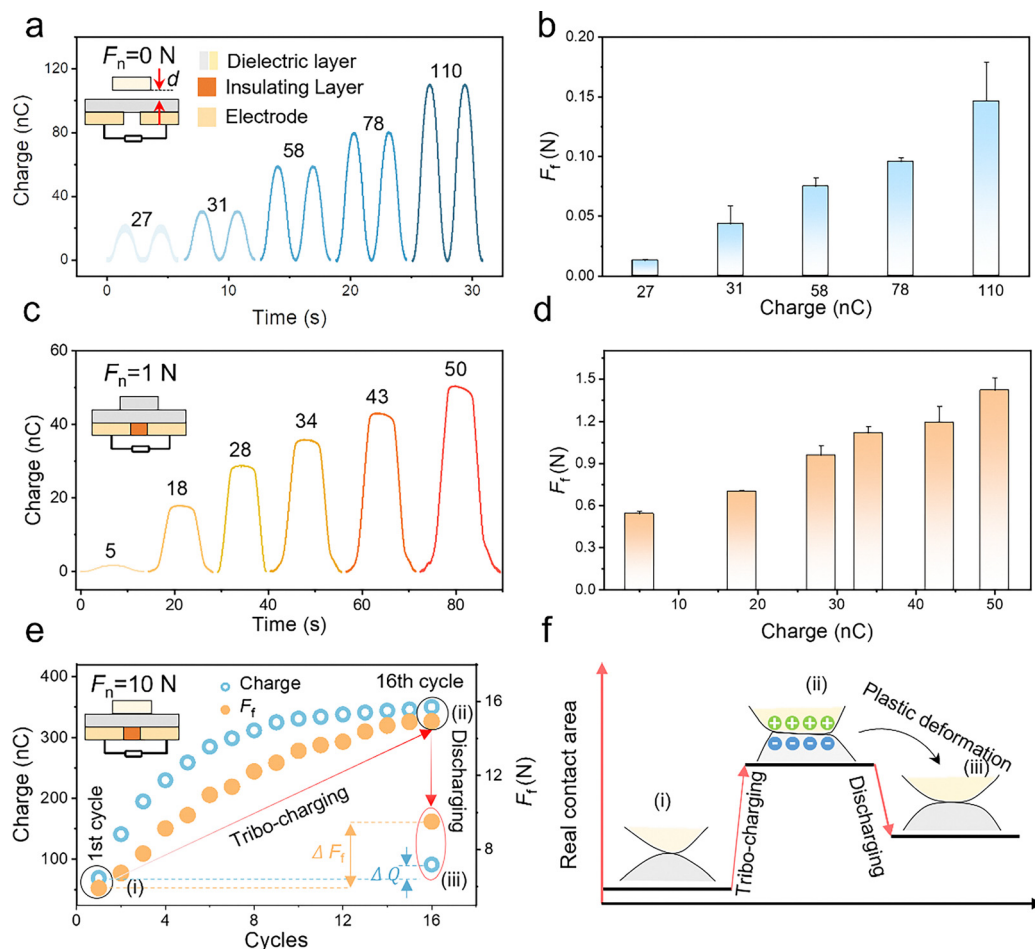 a
Fn=0 N
d
Dielectric layer
Insulating Layer
Electrode
27
31
58
78
110
120
80
40
0
Charge (nC)
0
10
20
30
Time (s)
b
0.20
0.15
0.10
0.05
0.00
Ff (N)
27
31
58
78
110
Charge (nC)
c
Fn=1 N
5
18
28
34
43
50
60
40
20
0
Charge (nC)
0
20
40
60
80
Time (s)
d
1.5
1.2
0.9
0.6
0.3
0.0
Ff (N)
10
20
30
40
50
Charge (nC)
e
Fn=10 N
Charge
Ff
16th cycle
(ii)
1st cycle
(i)
Tribo-charging
Discharging
Δ Ff
Δ Q
(iii)
400
350
300
250
200
150
100
50
Charge (nC)
16
12
8
Ff (N)
0
4
8
12
16
Cycles
f
Real contact area
(i)
Tribo-charging
(ii)
+ + + +
− − − −
Plastic deformation
Discharging
(iii)